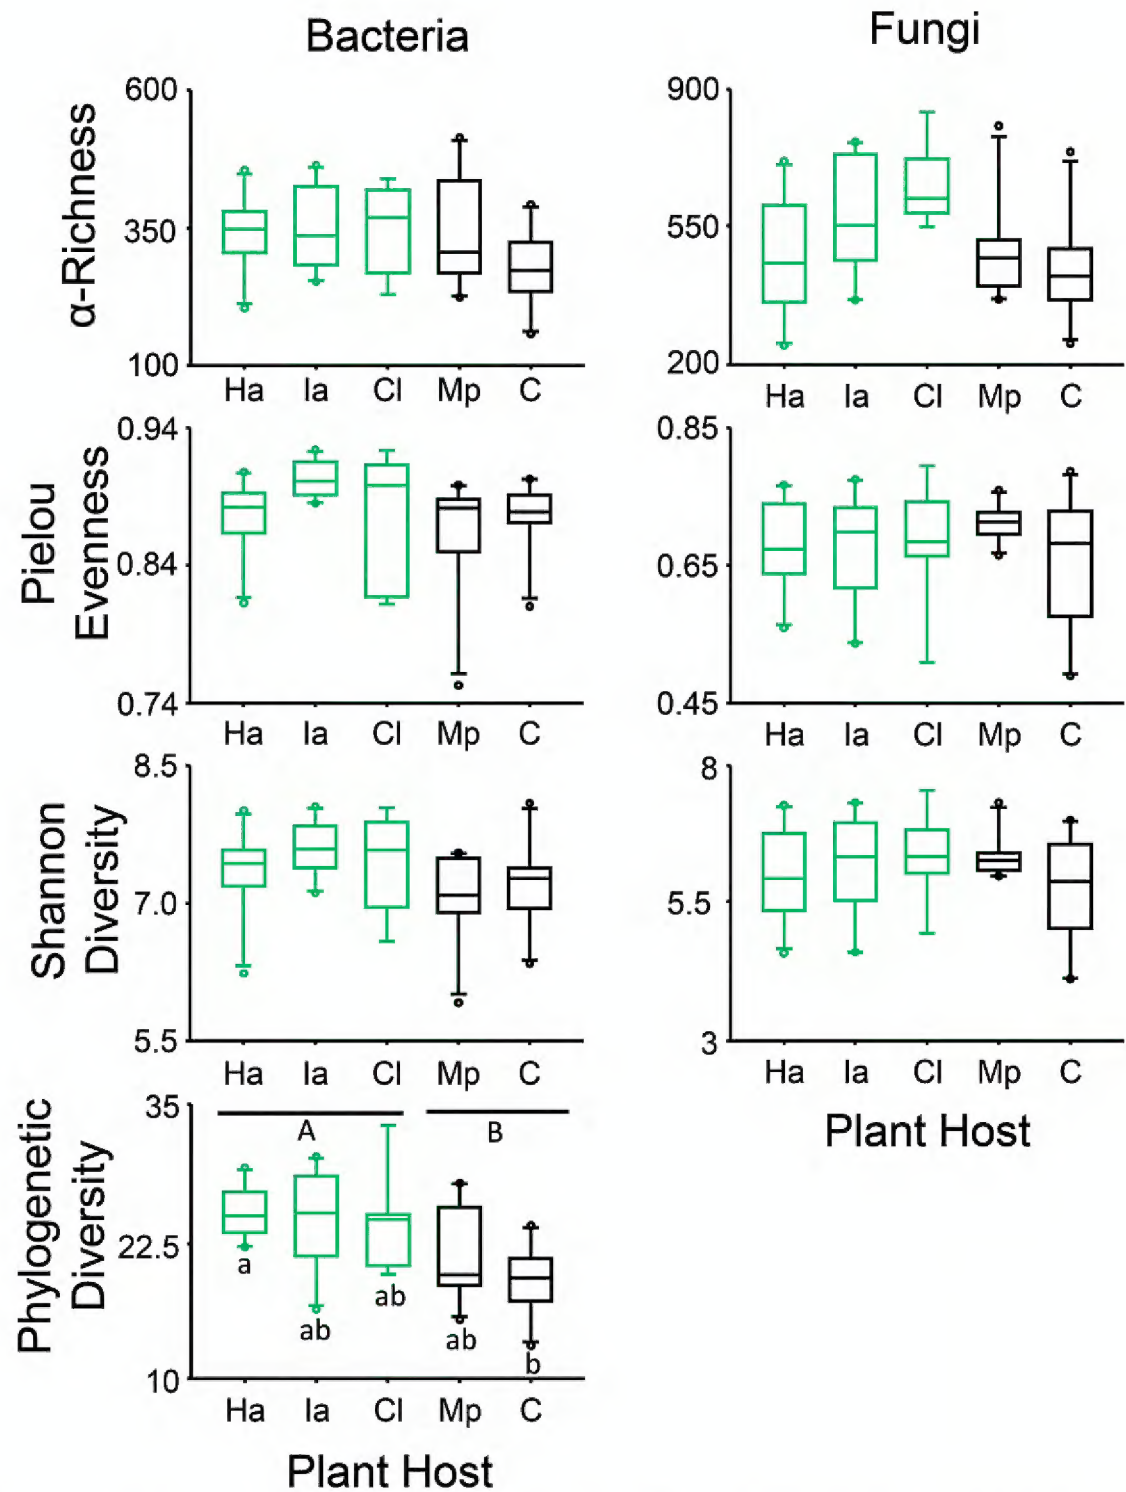 Bacteria
Fungi
α-Richness
600
350
100
Ha Ia Cl Mp C
900
550
200
Ha Ia Cl Mp C
Pielou
Evenness
0.94
0.84
0.74
Ha Ia Cl Mp C
0.85
0.65
0.45
Ha Ia Cl Mp C
Shannon
Diversity
8.5
7.0
5.5
Ha Ia Cl Mp C
8
5.5
3
Ha Ia Cl Mp C
Plant Host
Phylogenetic
Diversity
35
22.5
10
A
B
a
ab
ab
ab
b
Ha Ia Cl Mp C
Plant Host